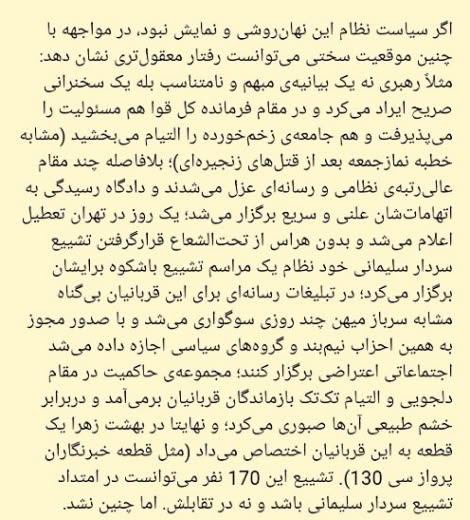 اگر سیاست نظام این نهان‌روشی و نمایش نبود، در مواجهه با
چنین موقعیت سختی می‌توانست رفتار معقول‌تری نشان دهد:
مثلاً رهبری نه یک بیانیه‌ی مبهم و نامتناسب بله یک سخنرانی
صریح ایراد می‌کرد و در مقام فرمانده کل قوا هم مسئولیت را
می‌پذیرفت و هم جامعه‌ی زخم‌خورده را التیام می‌بخشید (مشابه
خطبه نمازجمعه بعد از قتل‌های زنجیره‌ای)؛ بلافاصله چند مقام
عالی‌رتبه‌ی نظامی و رسانه‌ای عزل می‌شدند و دادگاه رسیدگی به
اتهامات‌شان علنی و سریع برگزار می‌شد؛ یک روز در تهران تعطیل
اعلام می‌شد و بدون هراس از تحت‌الشعاع قرارگرفتن تشییع
سردار سلیمانی خود نظام یک مراسم تشییع باشکوه برایشان
برگزار می‌کرد؛ در تبلیغات رسانه‌ای برای این قربانیان بی‌گناه
مشابه سرباز میهن چند روزی سوگواری می‌شد و با صدور مجوز
به همین احزاب نیم‌بند و گروه‌های سیاسی اجازه داده می‌شد
اجتماعاتی اعتراضی برگزار کنند؛ مجموعه‌ی حاکمیت در مقام
دلجویی و التیام تک‌تک بازماندگان قربانیان برمی‌آمد و دربرابر
خشم طبیعی آن‌ها صبوری می‌کرد؛ و نهایتا در بهشت زهرا یک
قطعه به این قربانیان اختصاص می‌داد (مثل قطعه خبرنگاران
پرواز سی 130). تشییع این 170 نفر می‌توانست در امتداد
تشییع سردار سلیمانی باشد و نه در تقابلش. اما چنین نشد.